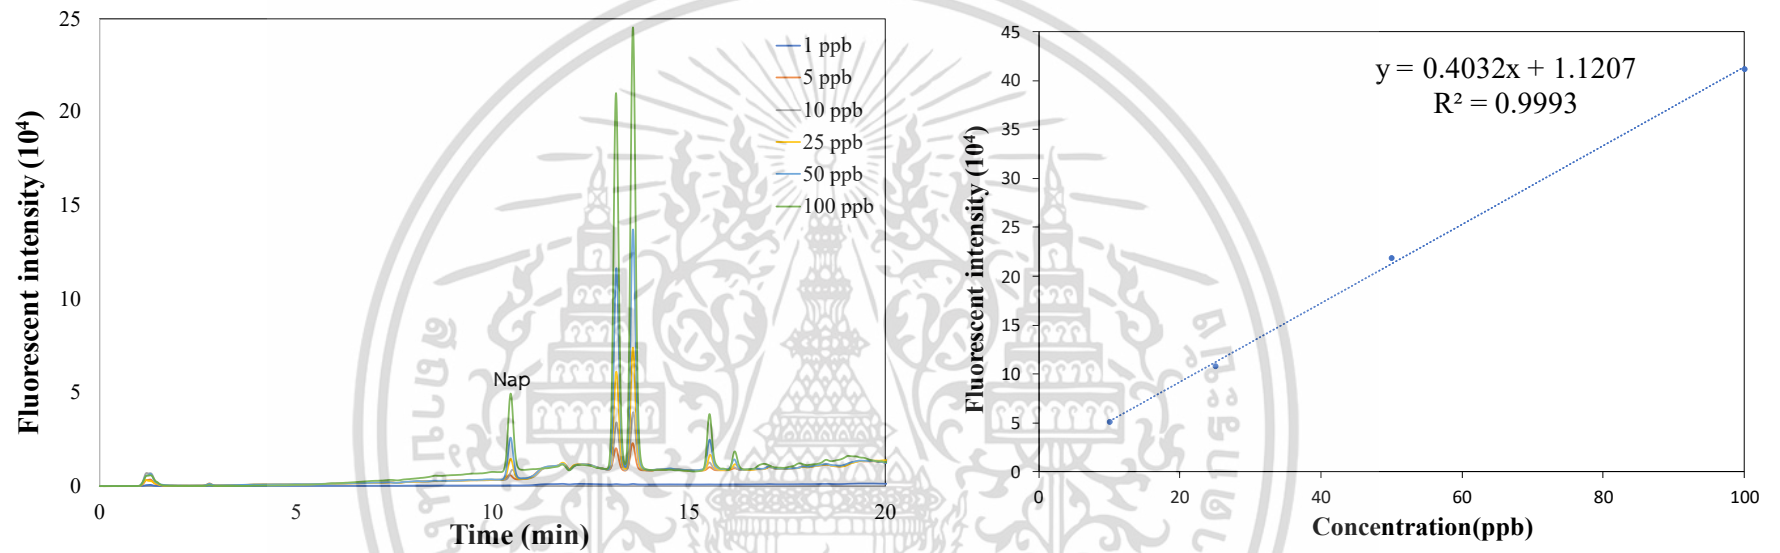 25
20
15
10
5
0
0
5
10
15
20
Fluorescent intensity (10⁴)
Time (min)
Nap
1 ppb
5 ppb
10 ppb
25 ppb
50 ppb
100 ppb
45
40
35
30
25
20
15
10
5
0
0
20
40
60
80
100
Fluorescent intensity (10⁴)
Concentration(ppb)
y = 0.4032x + 1.1207
R² = 0.9993